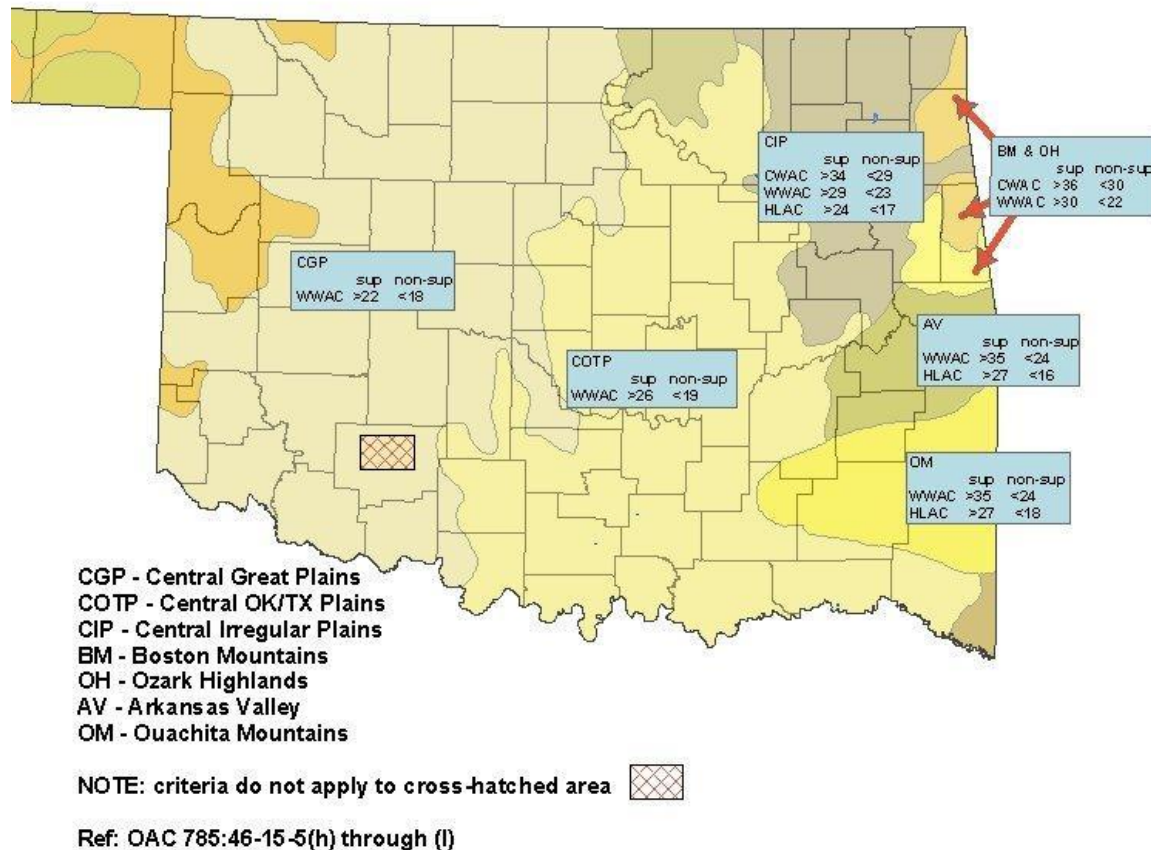 CIP
sup non-sup
CWAC >34 <29
WWAC >29 <23
HLAC >24 <17
BM & OH
sup non-sup
CWAC >36 <30
WWAC >30 <22
CGP
sup non-sup
WWAC >22 <18
AV
sup non-sup
WWAC >35 <24
HLAC >27 <16
COTP
sup non-sup
WWAC >26 <19
OM
sup non-sup
WWAC >35 <24
HLAC >27 <18
CGP - Central Great Plains
COTP - Central OK/TX Plains
CIP - Central Irregular Plains
BM - Boston Mountains
OH - Ozark Highlands
AV - Arkansas Valley
OM - Ouachita Mountains
NOTE: criteria do not apply to cross-hatched area
Ref: OAC 785:46-15-5(h) through (l)